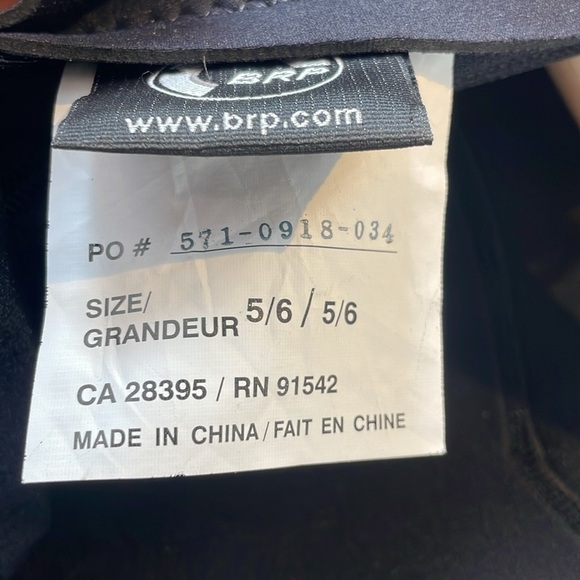 BRP
www.brp.com
PO # 571-0918-034
SIZE/
GRANDEUR 5/6 / 5/6
CA 28395 / RN 91542
MADE IN CHINA/FAIT EN CHINE